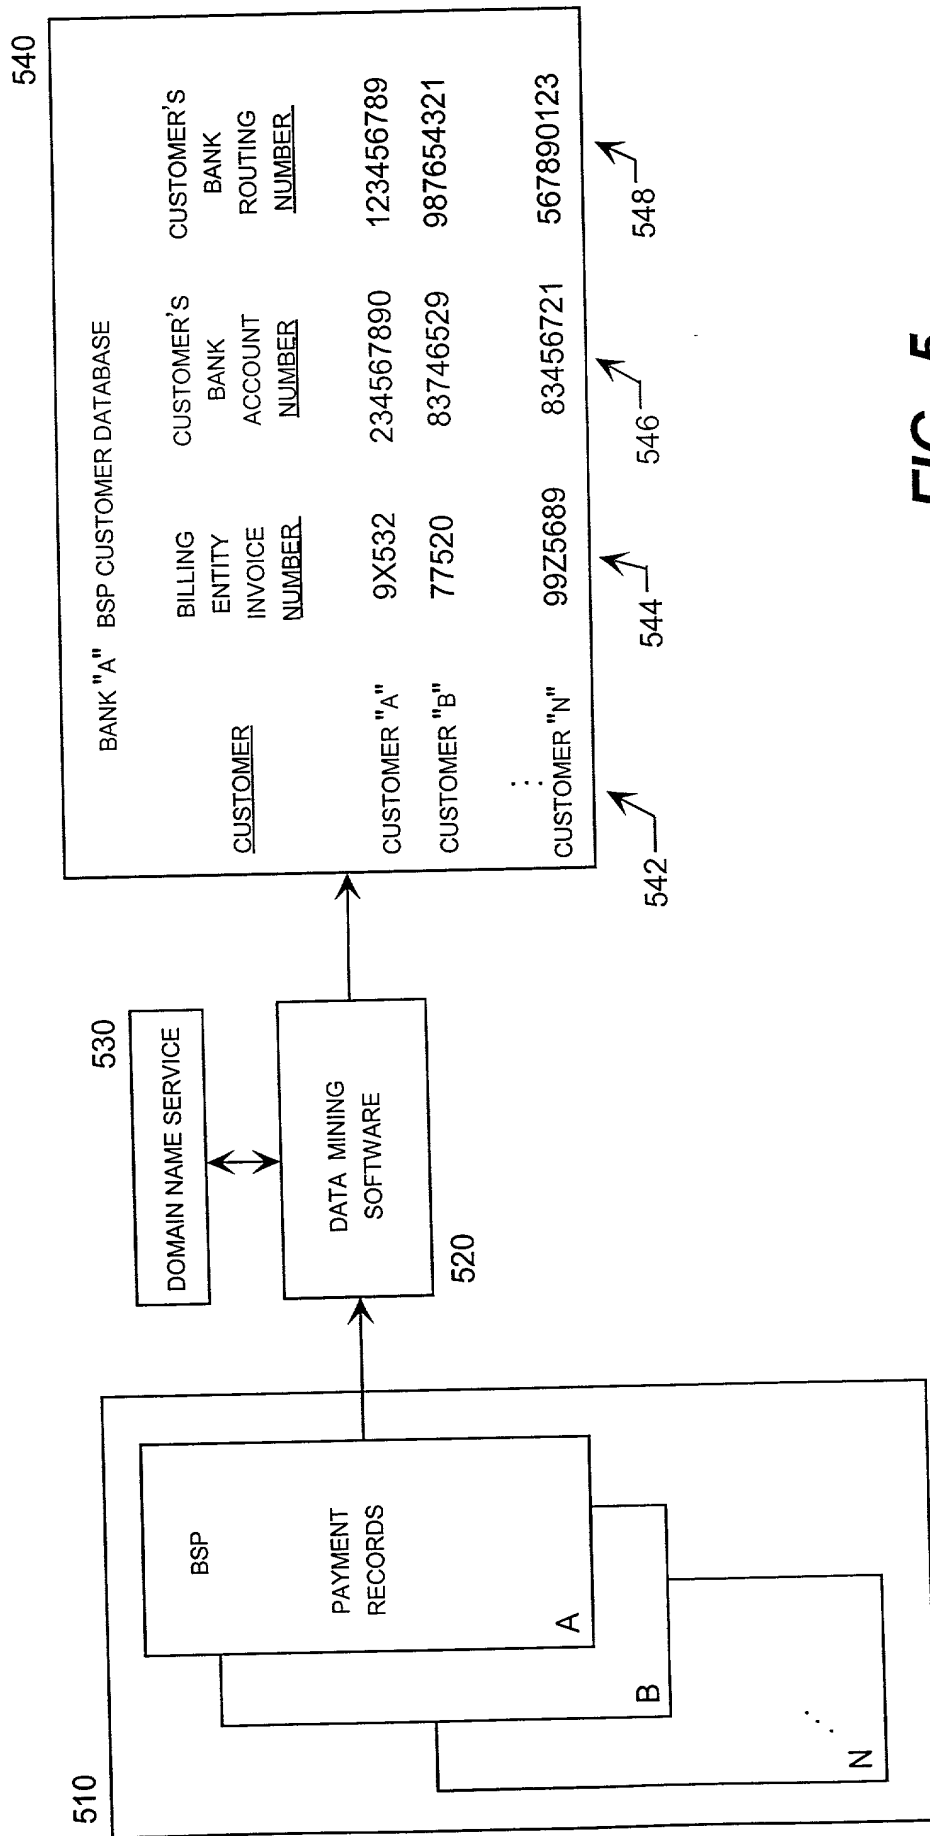 510
BSP
PAYMENT
RECORDS
A
B
N
DOMAIN NAME SERVICE
530
DATA MINING
SOFTWARE
520
540
BANK "A" BSP CUSTOMER DATABASE
CUSTOMER
BILLING
ENTITY
INVOICE
NUMBER
CUSTOMER'S
BANK
ACCOUNT
NUMBER
CUSTOMER'S
BANK
ROUTING
NUMBER
CUSTOMER "A" 9X532 234567890 123456789
CUSTOMER "B" 77520 83746529 987654321
CUSTOMER "N" 99Z5689 83456721 567890123
542
544
546
548
FIG. 5